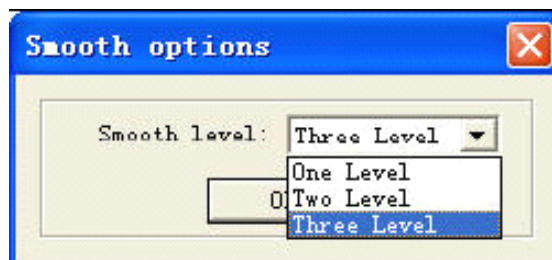 Smooth options
Smooth level: Three Level
One Level
Two Level
Three Level